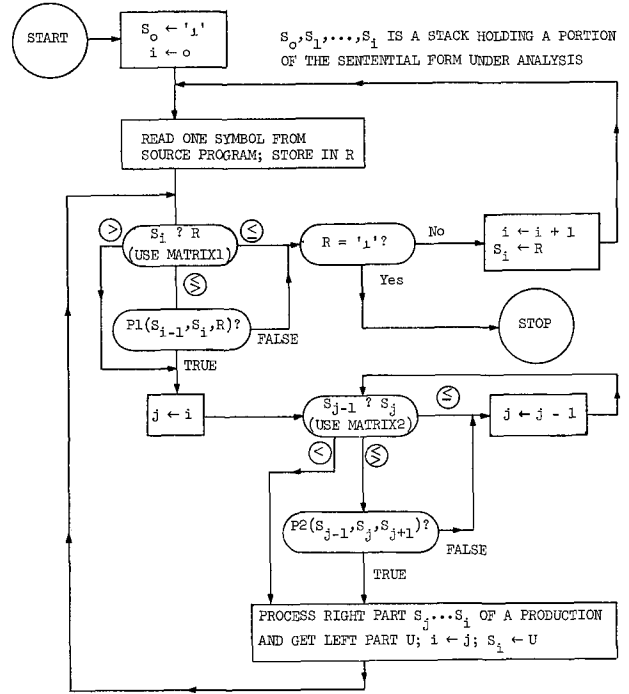 START
S₀ ← '⊥'
i ← 0
S₀,S₁,...,Sᵢ IS A STACK HOLDING A PORTION
OF THE SENTENTIAL FORM UNDER ANALYSIS
READ ONE SYMBOL FROM
SOURCE PROGRAM; STORE IN R
>
Sᵢ ? R
(USE MATRIX1)
≤
R = '⊥'?
No
i ← i + 1
Sᵢ ← R
Yes
STOP
≦
P1(Sᵢ₋₁,Sᵢ,R)?
FALSE
TRUE
j ← i
Sⱼ₋₁ ? Sⱼ
(USE MATRIX2)
≤
j ← j - 1
<
≦
P2(Sⱼ₋₁,Sⱼ,Sⱼ₊₁)?
FALSE
TRUE
PROCESS RIGHT PART Sⱼ...Sᵢ OF A PRODUCTION
AND GET LEFT PART U; i ← j; Sᵢ ← U